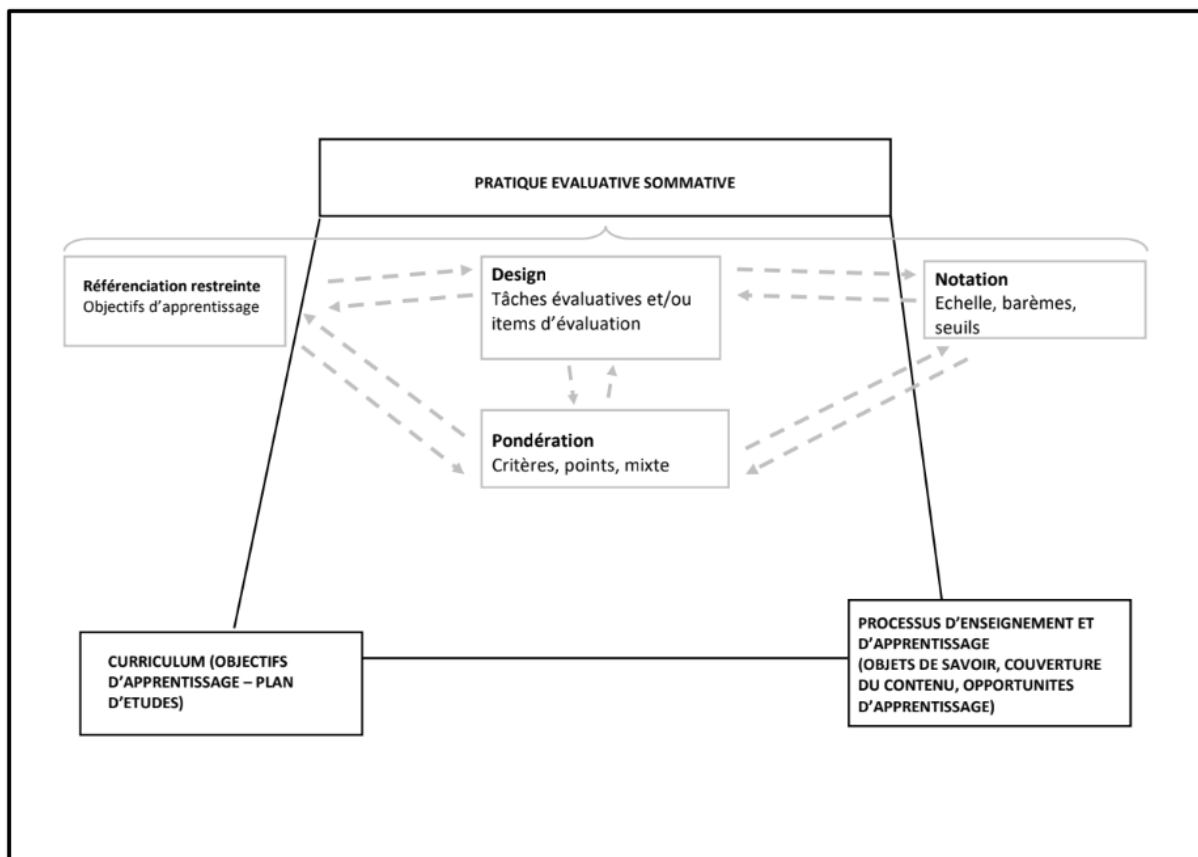 PRATIQUE EVALUATIVE SOMMATIVE
Référenciation restreinte
Objectifs d’apprentissage
Design
Tâches évaluatives et/ou
items d’évaluation
Notation
Echelle, barèmes,
seuils
Pondération
Critères, points, mixte
CURRICULUM (OBJECTIFS
D’APPRENTISSAGE – PLAN
D’ETUDES)
PROCESSUS D’ENSEIGNEMENT ET
D’APPRENTISSAGE
(OBJETS DE SAVOIR, COUVERTURE
DU CONTENU, OPPORTUNITES
D’APPRENTISSAGE)